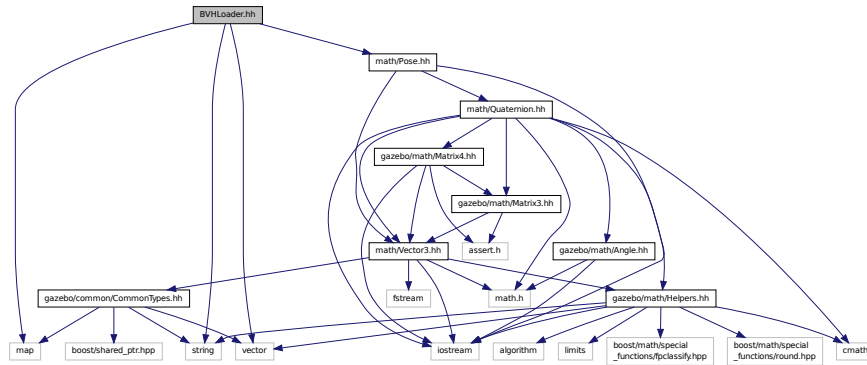 BVHLoader.hh
math/Pose.hh
math/Quaternion.hh
gazebo/math/Matrix4.hh
gazebo/math/Matrix3.hh
math/Vector3.hh
assert.h
gazebo/math/Angle.hh
gazebo/common/CommonTypes.hh
fstream
math.h
gazebo/math/Helpers.hh
map
boost/shared_ptr.hpp
string
vector
iostream
algorithm
limits
boost/math/special
_functions/fpclassify.hpp
boost/math/special
_functions/round.hpp
cmath